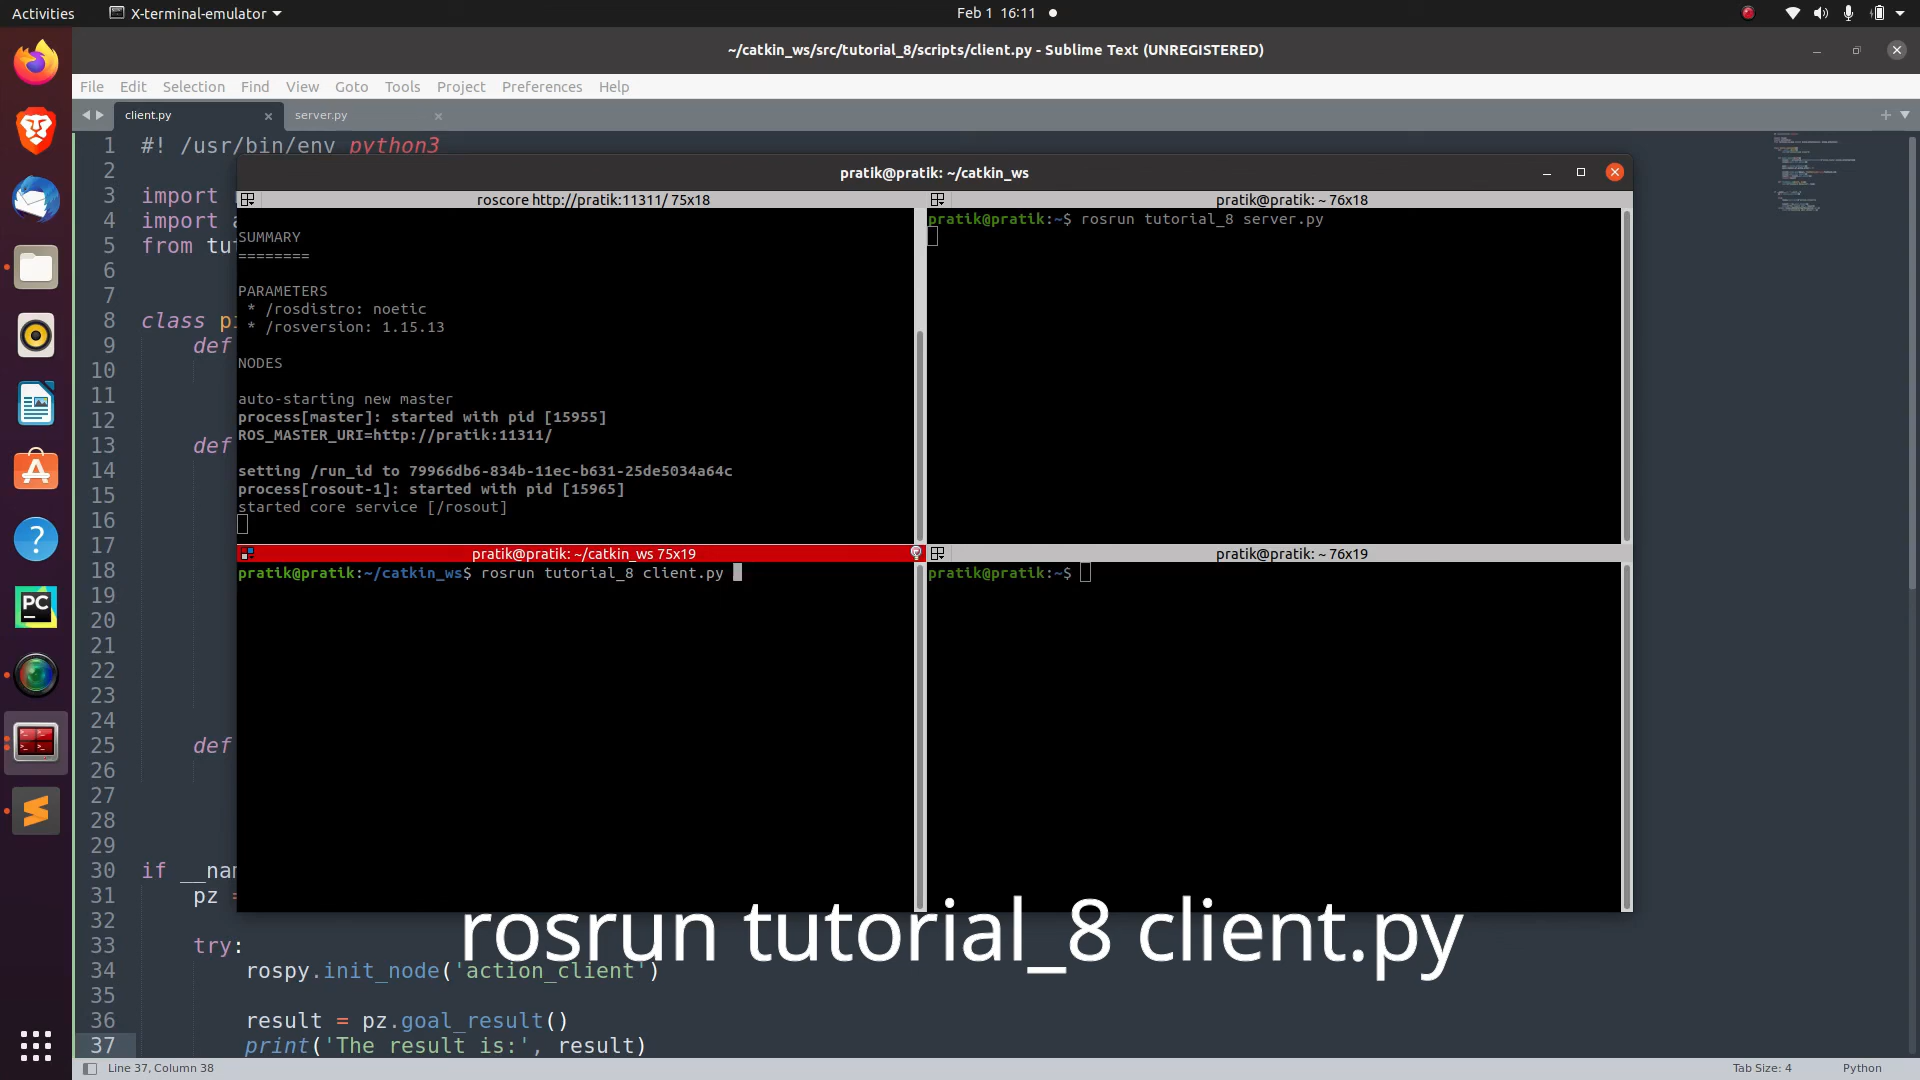 Activities X-terminal-emulator Feb 1 16:11
~/catkin_ws/src/tutorial_8/scripts/client.py - Sublime Text (UNREGISTERED)
File Edit Selection Find View Goto Tools Project Preferences Help
client.py server.py
1 #! /usr/bin/env python3
2
3 import
4 import
5 from tu
6
7
8 class p
9 def
10
11
12
13 def
14
15
16
17
18
19
20
21
22
23
24
25 def
26
27
28
29
30 if __na
31 pz =
32
33 try:
34 rospy.init_node('action_client')
35
36 result = pz.goal_result()
37 print('The result is:', result)
pratik@pratik: ~/catkin_ws
roscore http://pratik:11311/ 75x18
SUMMARY
========
PARAMETERS
* /rosdistro: noetic
* /rosversion: 1.15.13
NODES
auto-starting new master
process[master]: started with pid [15955]
ROS_MASTER_URI=http://pratik:11311/
setting /run_id to 79966db6-834b-11ec-b631-25de5034a64c
process[rosout-1]: started with pid [15965]
started core service [/rosout]
pratik@pratik: ~ 76x18
pratik@pratik:~$ rosrun tutorial_8 server.py
pratik@pratik: ~/catkin_ws 75x19
pratik@pratik:~/catkin_ws$ rosrun tutorial_8 client.py
pratik@pratik: ~ 76x19
pratik@pratik:~$
rosrun tutorial_8 client.py
PC
Line 37, Column 38 Tab Size: 4 Python